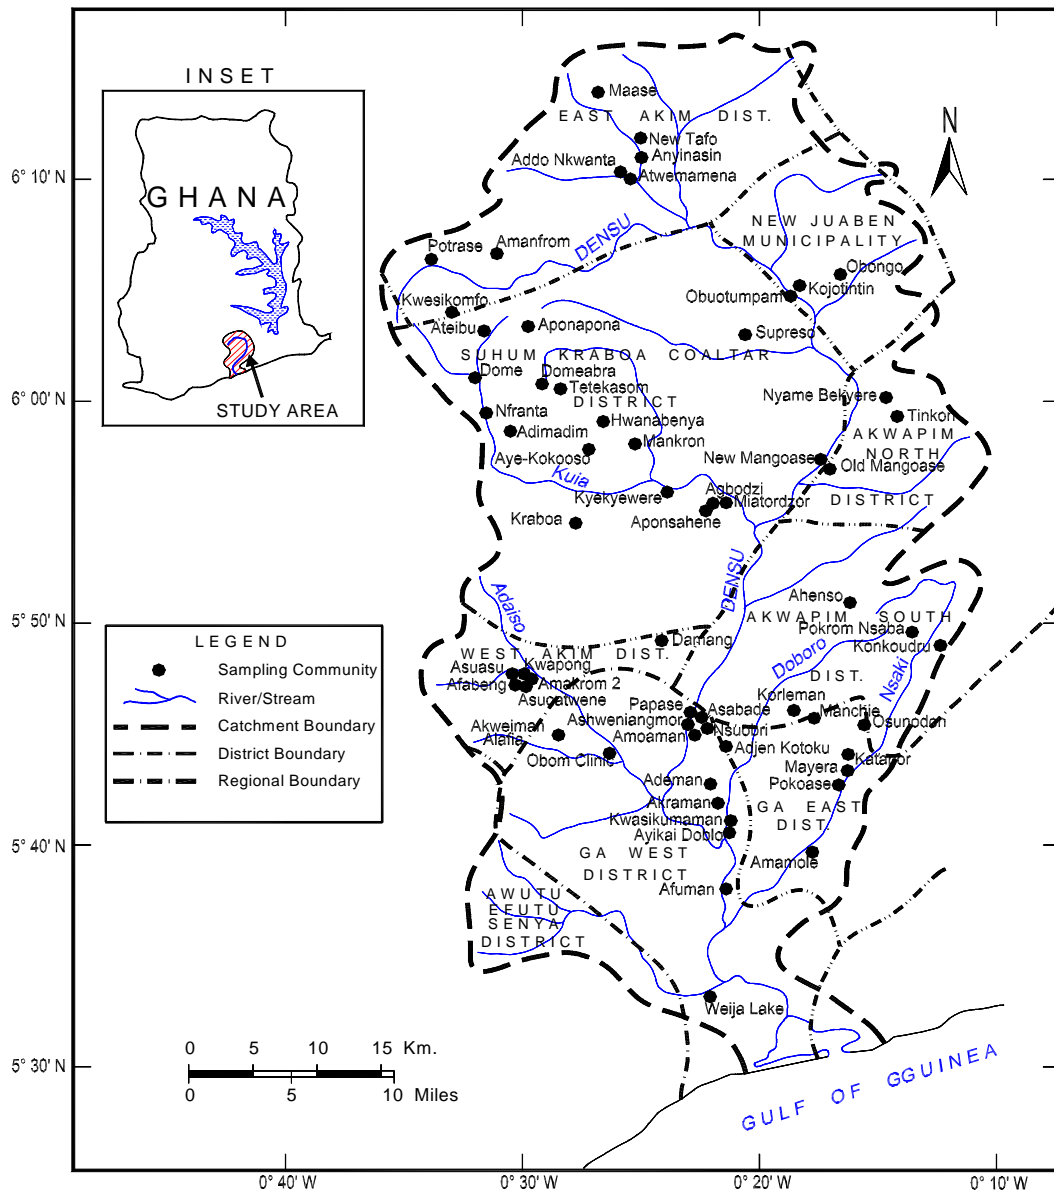 INSET
GHANA
STUDY AREA
N
Maase
EAST AKIM DIST.
New Tafo
Anyinasin
Addo Nkwanta
Atwemamena
6° 10' N
DENSU
NEW JUABEN
MUNICIPALITY
Potrase
Amanfrom
Obongo
Kojotintin
Obuotumpam
Kwesikomfo
Ateibu
Aponapona
Supreso
SUHUM KRABOA COALTAR
DISTRICT
Dome
Domeabra
Tetekasom
6° 00' N
Nyame Bekyere
Tinkon
Nfranta
Hwanabenya
Adimadim
Mankron
AKWAPIM
NORTH
DISTRICT
Aye-Kokooso
New Mangoase
Old Mangoase
Kuia
Kyekyewere
Agbodzi
Miatordzor
Aponsahene
Kraboa
DENSU
Adaiso
Ahenso
AKWAPIM SOUTH
DIST.
5° 50' N
Pokrom Nsaba
Konkoudru
Damang
WEST AKIM DIST.
Doboro
Nsaki
Asuasu
Kwapong
Afabeng
Amakrom 2
Asugatwene
Korleman
Manchie
Osunodan
Papase
Asabade
Ashweniangmor
Nsubori
Amoaman
Akweiman
Alafia
Obom Clinic
Adjen Kotoku
Katapor
Mayera
Pokoase
Ademan
Akraman
Kwasikumaman
Ayikai Doblo
GA EAST
DIST.
5° 40' N
GA WEST
DISTRICT
Amamole
Afuman
AWUTU
EFUTU
SENYA
DISTRICT
Weija Lake
5° 30' N
GULF OF GGUINEA
LEGEND
Sampling Community
River/Stream
Catchment Boundary
District Boundary
Regional Boundary
0 5 10 15 Km.
0 5 10 Miles
0° 40' W
0° 30' W
0° 20' W
0° 10' W